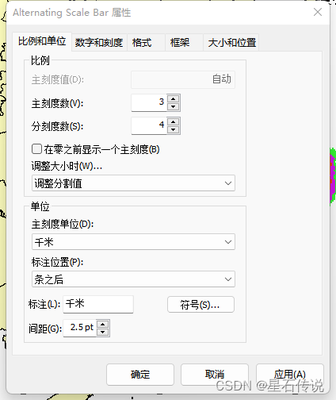 Alternating Scale Bar 属性
比例和单位 数字和刻度 格式 框架 大小和位置
比例
主刻度值(D): 自动
主刻度数(V): 3
分刻度数(S): 4
在零之前显示一个主刻度(B)
调整大小时(W)...
调整分割值
单位
主刻度单位(D):
千米
标注位置(P):
条之后
标注(L): 千米 符号(S)...
间距(G): 2.5 pt
确定 取消 应用(A)
CSDN @星石传说